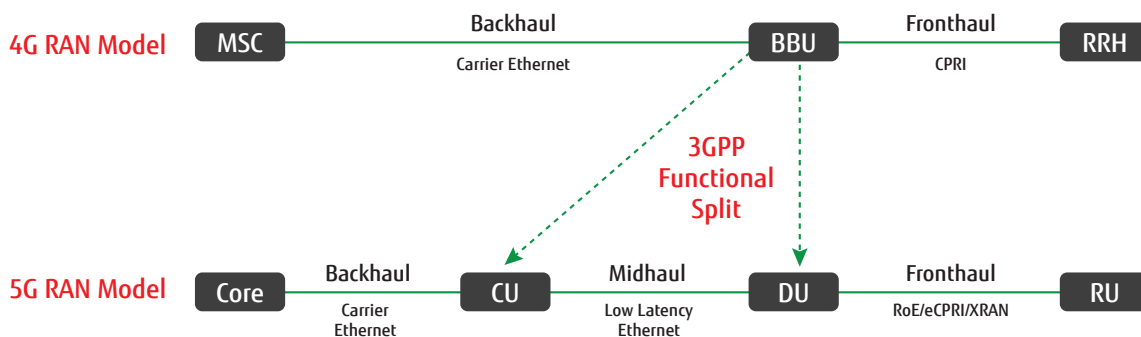 4G RAN Model
MSC
Backhaul
Carrier Ethernet
BBU
Fronthaul
CPRI
RRH
3GPP
Functional
Split
5G RAN Model
Core
Backhaul
Carrier
Ethernet
CU
Midhaul
Low Latency
Ethernet
DU
Fronthaul
RoE/eCPRI/XRAN
RU